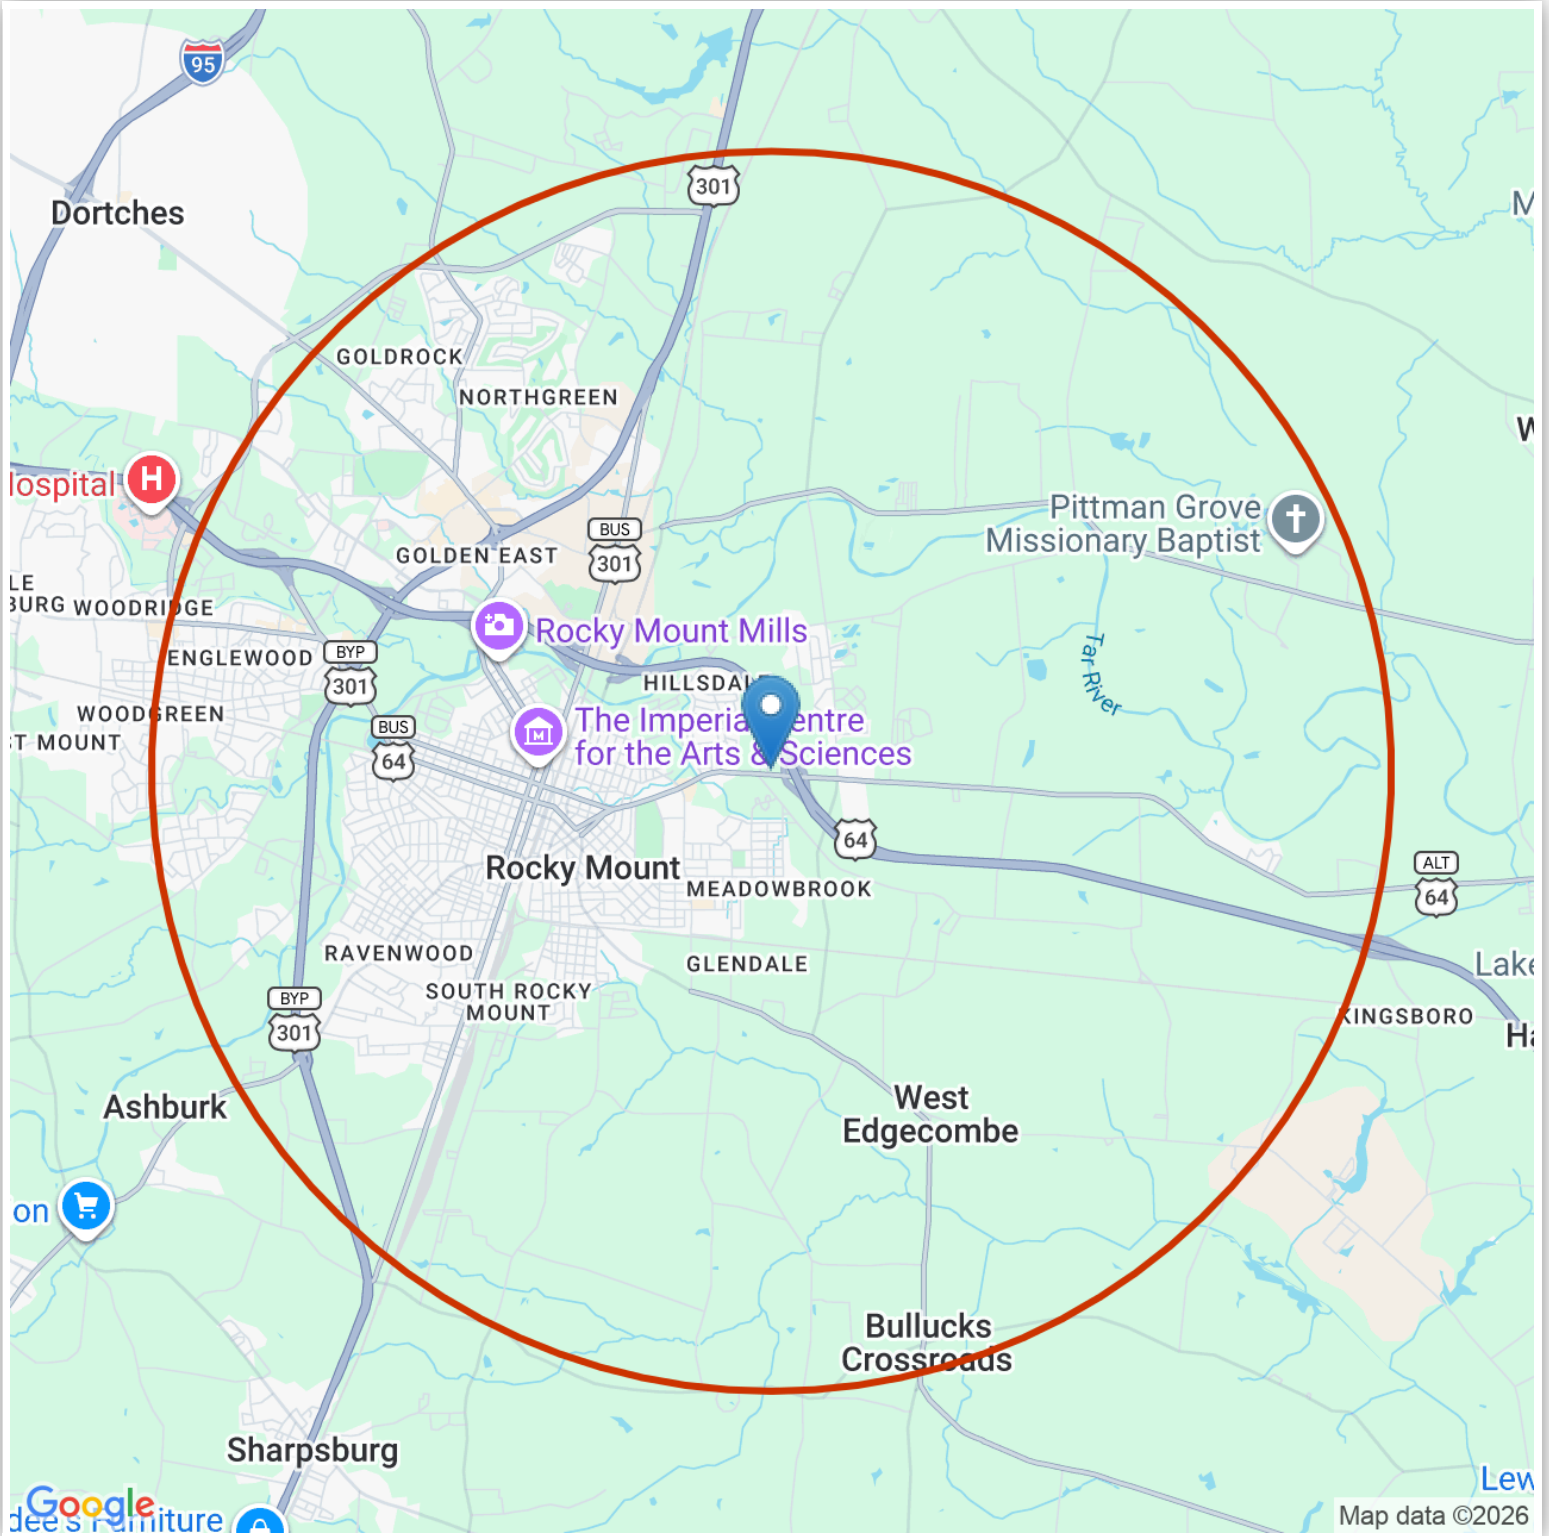 95
301
Dortches
GOLDROCK
NORTHGREEN
Hospital
H
Pittman Grove
Missionary Baptist
BUS
301
GOLDEN EAST
BURG
WOODRIDGE
Rocky Mount Mills
Tar River
ENGLEWOOD
BYP
301
HILLSDALE
WOODGREEN
The Imperial Centre
for the Arts & Sciences
BUS
64
T MOUNT
64
ALT
64
Rocky Mount
MEADOWBROOK
RAVENWOOD
GLENDALE
Lake
SOUTH ROCKY
MOUNT
BYP
301
KINGSBORO
Ashburk
West
Edgecombe
on
Bullucks
Crossroads
Sharpsburg
Google
dee's Furniture
Map data ©2026